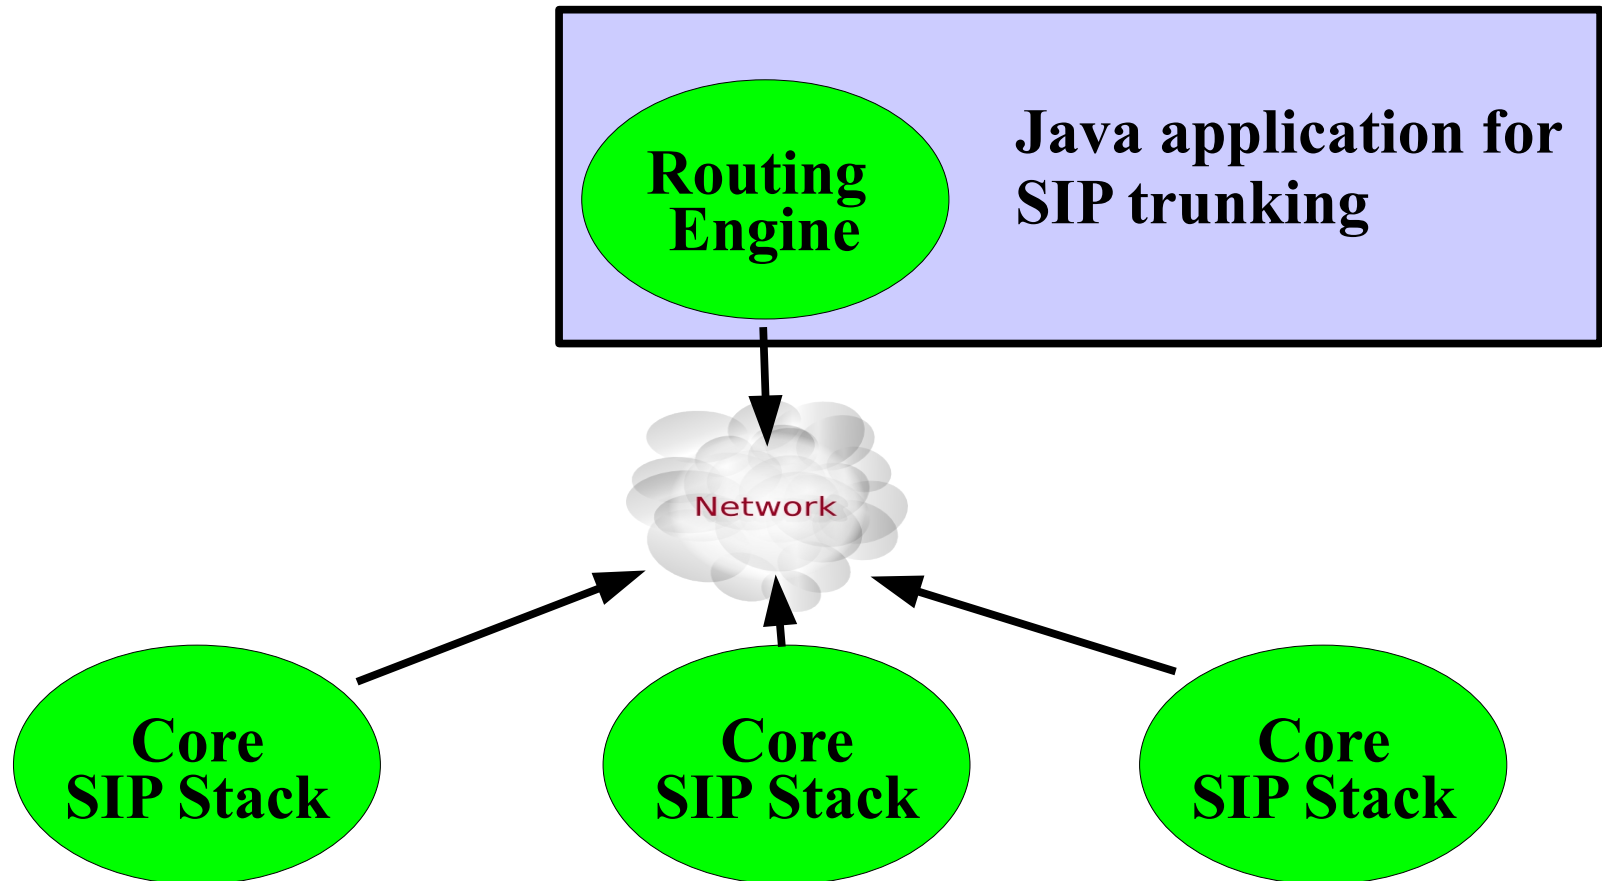 Routing
Engine
Java application for
SIP trunking
Network
Core
SIP Stack
Core
SIP Stack
Core
SIP Stack